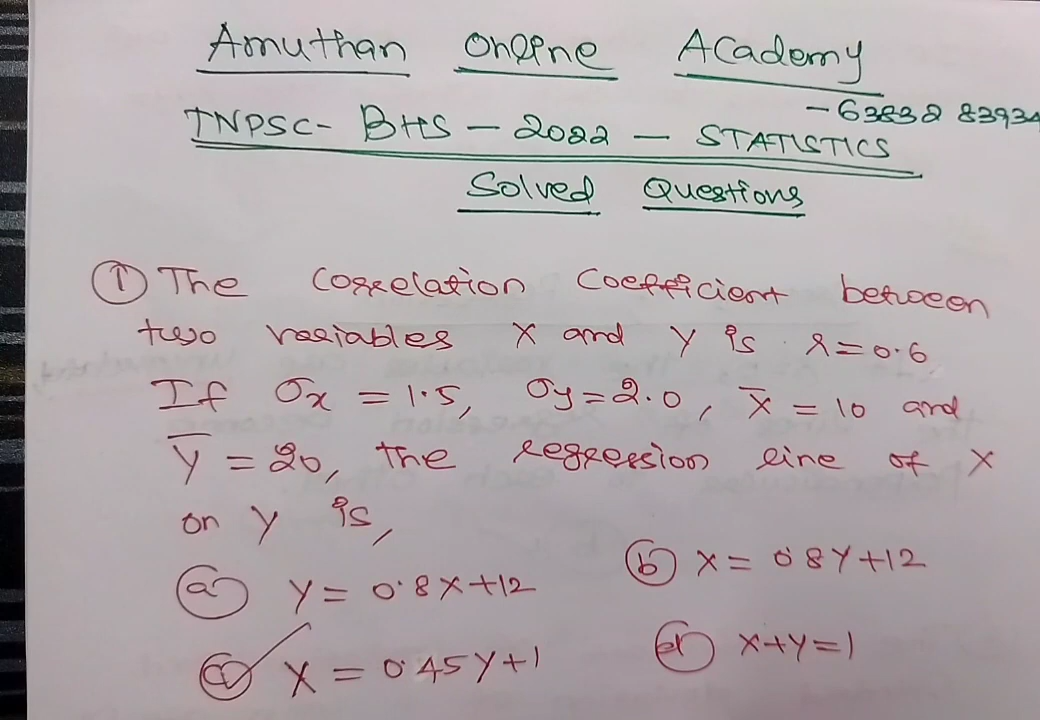 Amuthan Online Academy
- 63832 83934
TNPSC- BHS - 2022 - STATISTICS
Solved Questions
① The Correlation Coefficient between
two variables X and Y is r=0.6.
If σx = 1.5, σy=2.0, x̄ = 10 and
ȳ = 20, the regression line of X
on Y is,
ⓐ Y= 0.8X+12
ⓑ X= 0.8Y+12
ⓒ X = 0.45Y+1
ⓓ X+Y=1